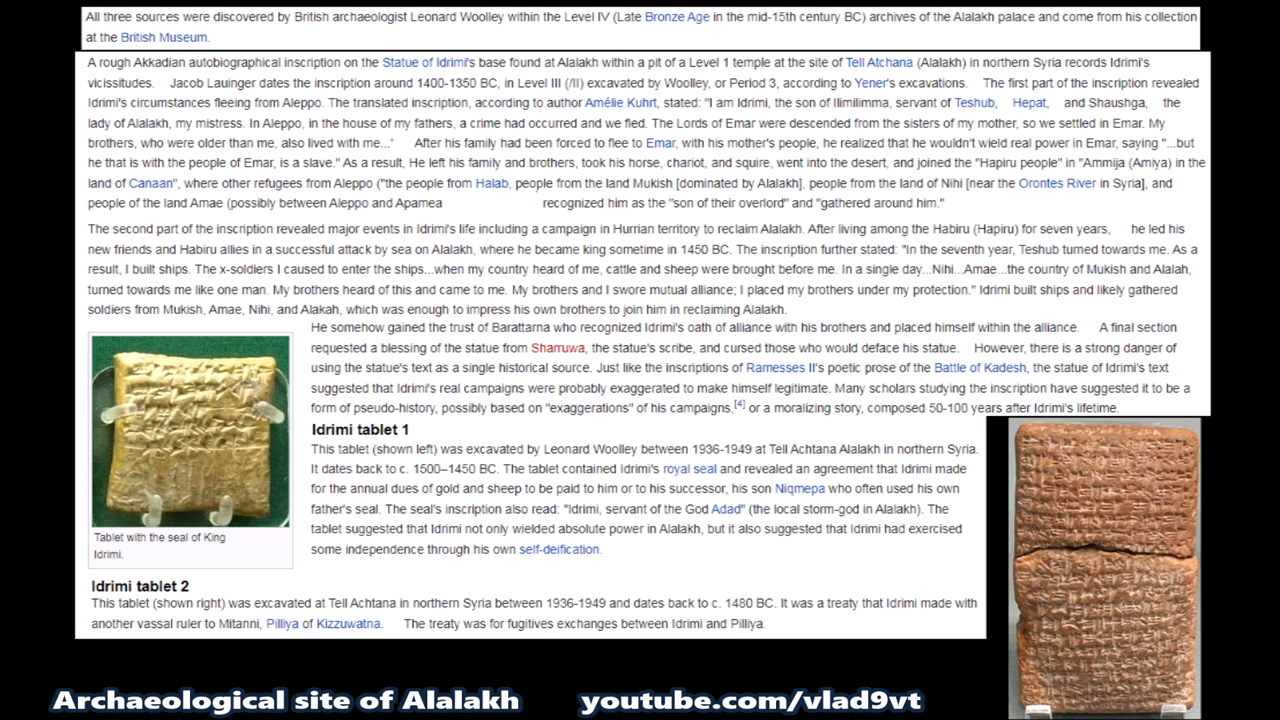 All three sources were discovered by British archaeologist Leonard Woolley within the Level IV (Late Bronze Age in the mid-15th century BC) archives of the Alalakh palace and come from his collection
at the British Museum.
A rough Akkadian autobiographical inscription on the Statue of Idrimi's base found at Alalakh within a pit of a Level 1 temple at the site of Tell Atchana (Alalakh) in northern Syria records Idrimi's
vicissitudes. Jacob Lauinger dates the inscription around 1400-1350 BC, in Level III (/II) excavated by Woolley, or Period 3, according to Yener's excavations. The first part of the inscription revealed
Idrimi's circumstances fleeing from Aleppo. The translated inscription, according to author Amélie Kuhrt, stated: "I am Idrimi, the son of Ilimilimma, servant of Teshub, Hepat, and Shaushga, the
lady of Alalakh, my mistress. In Aleppo, in the house of my fathers, a crime had occurred and we fled. The Lords of Emar were descended from the sisters of my mother, so we settled in Emar. My
brothers, who were older than me, also lived with me..." After his family had been forced to flee to Emar, with his mother's people, he realized that he wouldn't wield real power in Emar, saying "...but
he that is with the people of Emar, is a slave." As a result, He left his family and brothers, took his horse, chariot, and squire, went into the desert, and joined the "Hapiru people" in "Ammija (Amiya) in the
land of Canaan", where other refugees from Aleppo ("the people from Halab, people from the land Mukish [dominated by Alalakh], people from the land of Nihi [near the Orontes River in Syria], and
people of the land Amae (possibly between Aleppo and Apamea recognized him as the "son of their overlord" and "gathered around him."
The second part of the inscription revealed major events in Idrimi's life including a campaign in Hurrian territory to reclaim Alalakh. After living among the Habiru (Hapiru) for seven years, he led his
new friends and Habiru allies in a successful attack by sea on Alalakh, where he became king sometime in 1450 BC. The inscription further stated: "In the seventh year, Teshub turned towards me. As a
result, I built ships. The x-soldiers I caused to enter the ships...when my country heard of me, cattle and sheep were brought before me. In a single day...Nihi...Amae...the country of Mukish and Alalah,
turned towards me like one man. My brothers heard of this and came to me. My brothers and I swore mutual alliance; I placed my brothers under my protection." Idrimi built ships and likely gathered
soldiers from Mukish, Amae, Nihi, and Alakah, which was enough to impress his own brothers to join him in reclaiming Alalakh.
He somehow gained the trust of Barattarna who recognized Idrimi's oath of alliance with his brothers and placed himself within the alliance. A final section
requested a blessing of the statue from Sharruwa, the statue's scribe, and cursed those who would deface his statue. However, there is a strong danger of
using the statue's text as a single historical source. Just like the inscriptions of Ramesses II's poetic prose of the Battle of Kadesh, the statue of Idrimi's text
suggested that Idrimi's real campaigns were probably exaggerated to make himself legitimate. Many scholars studying the inscription have suggested it to be a
form of pseudo-history, possibly based on "exaggerations" of his campaigns,[4] or a moralizing story, composed 50-100 years after Idrimi's lifetime.
Idrimi tablet 1
This tablet (shown left) was excavated by Leonard Woolley between 1936-1949 at Tell Achtana Alalakh in northern Syria.
It dates back to c. 1500–1450 BC. The tablet contained Idrimi's royal seal and revealed an agreement that Idrimi made
for the annual dues of gold and sheep to be paid to him or to his successor, his son Niqmepa who often used his own
father's seal. The seal's inscription also read: "Idrimi, servant of the God Adad" (the local storm-god in Alalakh). The
tablet suggested that Idrimi not only wielded absolute power in Alalakh, but it also suggested that Idrimi had exercised
some independence through his own self-deification.
Tablet with the seal of King
Idrimi.
Idrimi tablet 2
This tablet (shown right) was excavated at Tell Achtana in northern Syria between 1936-1949 and dates back to c. 1480 BC. It was a treaty that Idrimi made with
another vassal ruler to Mitanni, Pilliya of Kizzuwatna. The treaty was for fugitives exchanges between Idrimi and Pilliya.
Archaeological site of Alalakh youtube.com/vlad9vt